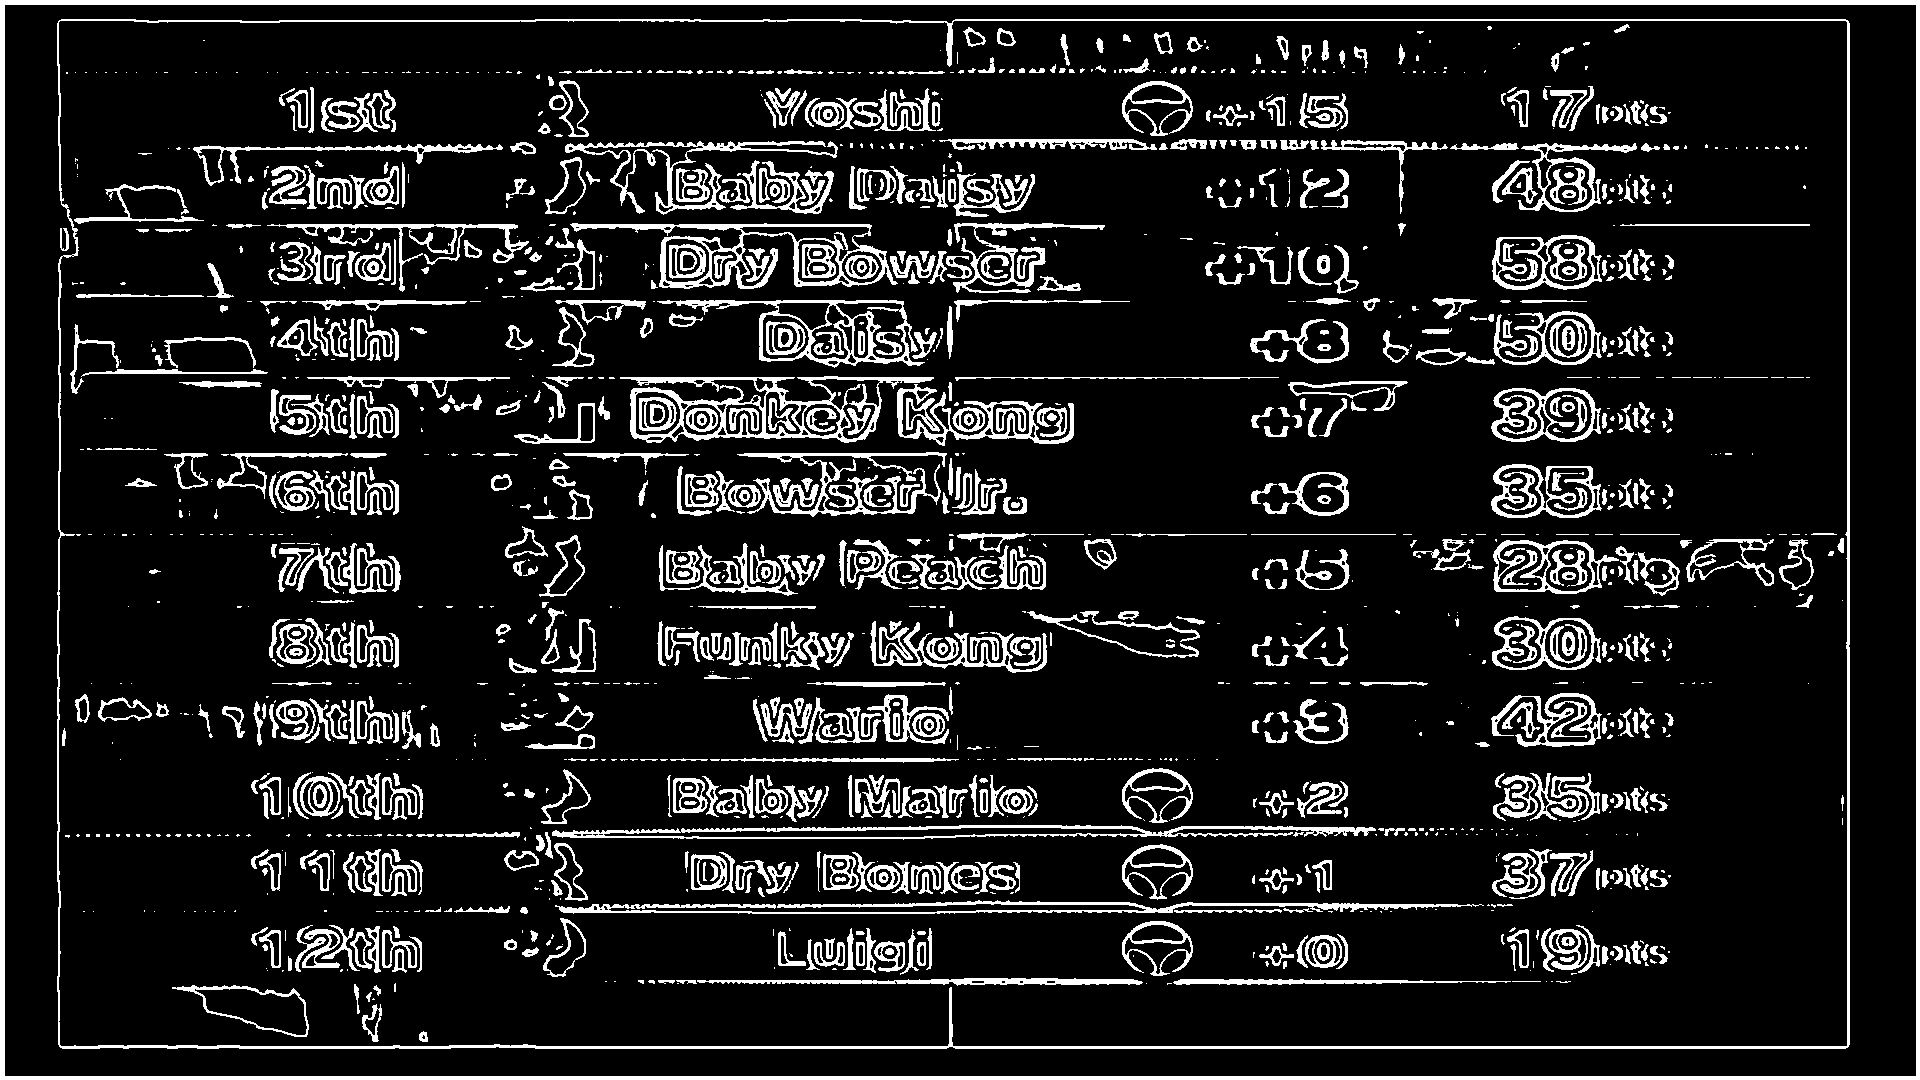 1st Yoshi +15 17pts
2nd Baby Daisy +12 48pts
3rd Dry Bowser +10 58pts
4th Daisy +8 50pts
5th Donkey Kong +7 39pts
6th Bowser Jr. +6 35pts
7th Baby Peach +5 28pts
8th Funky Kong +4 30pts
9th Wario +3 42pts
10th Baby Mario +2 35pts
11th Dry Bones +1 37pts
12th Luigi +0 19pts